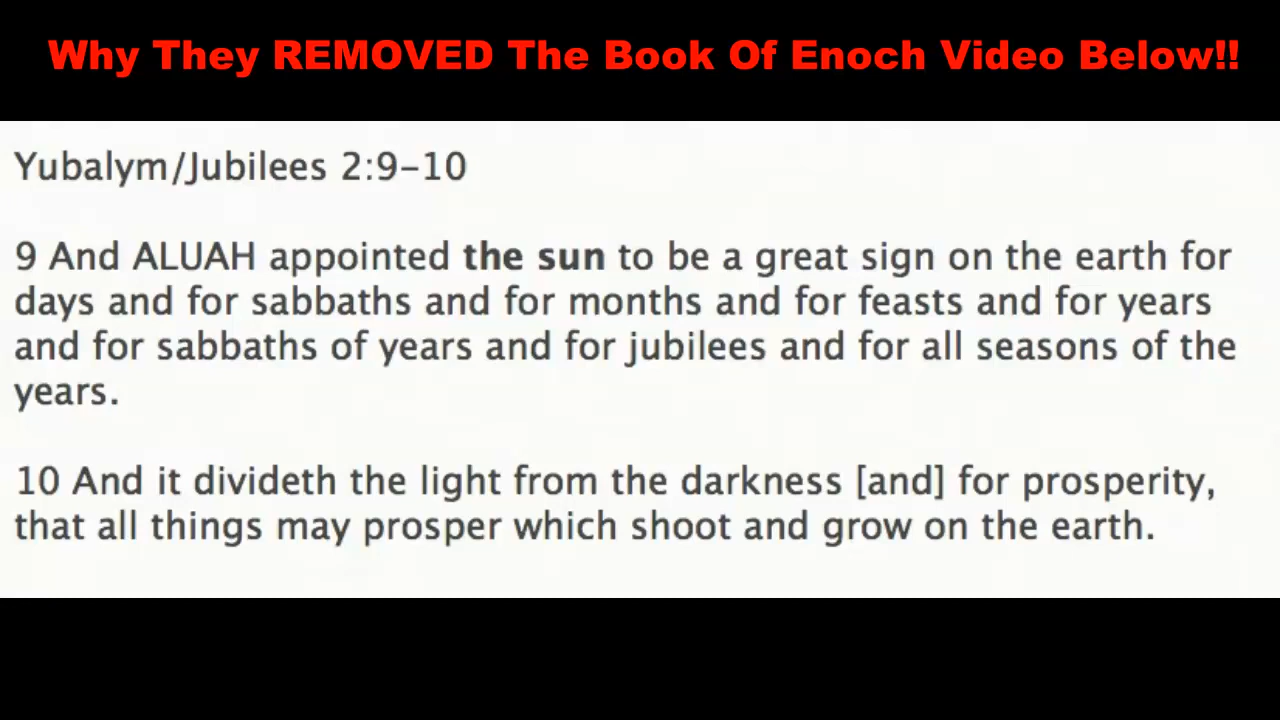 Why They REMOVED The Book Of Enoch Video Below!!
Yubalym/Jubilees 2:9–10
9 And ALUAH appointed the sun to be a great sign on the earth for
days and for sabbaths and for months and for feasts and for years
and for sabbaths of years and for jubilees and for all seasons of the
years.
10 And it divideth the light from the darkness [and] for prosperity,
that all things may prosper which shoot and grow on the earth.